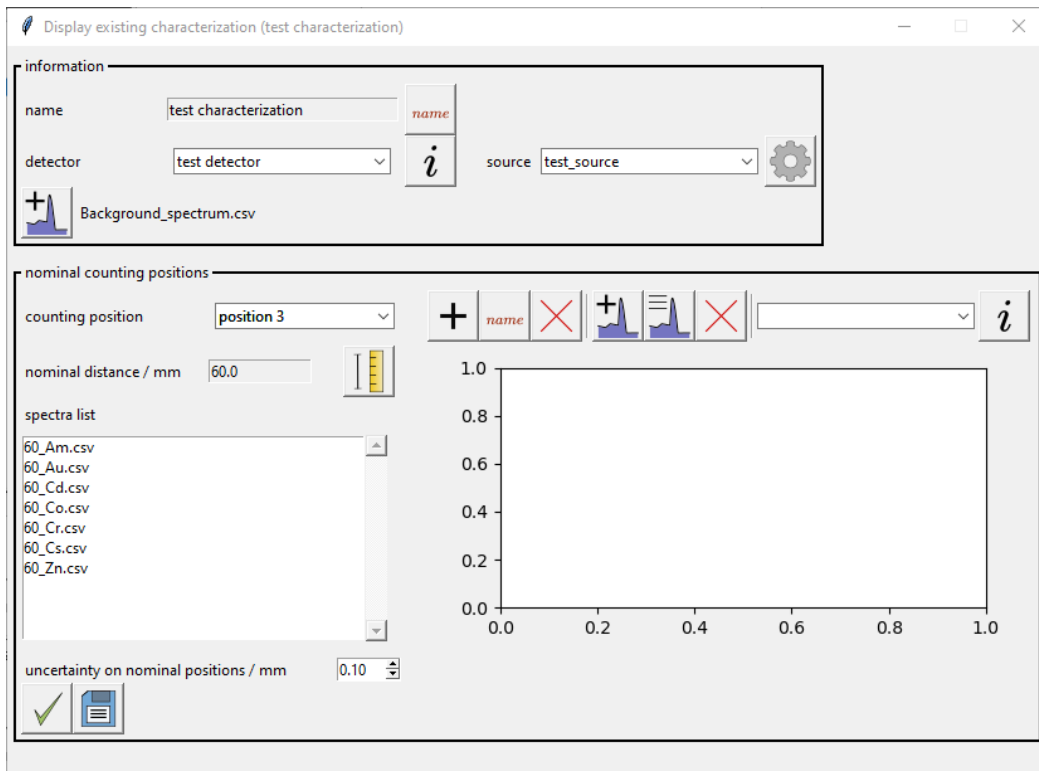 Display existing characterization (test characterization)
information
name test characterization name
detector test detector i source test_source
Background_spectrum.csv
nominal counting positions
counting position position 3 name i
nominal distance / mm 60.0
spectra list
60_Am.csv
60_Au.csv
60_Cd.csv
60_Co.csv
60_Cr.csv
60_Cs.csv
60_Zn.csv
1.0
0.8
0.6
0.4
0.2
0.0
0.0 0.2 0.4 0.6 0.8 1.0
uncertainty on nominal positions / mm 0.10